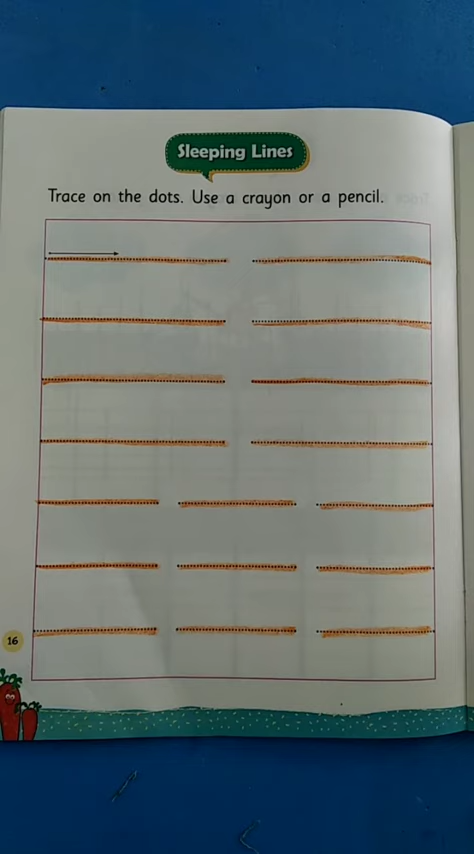 Sleeping Lines
Trace on the dots. Use a crayon or a pencil.
16